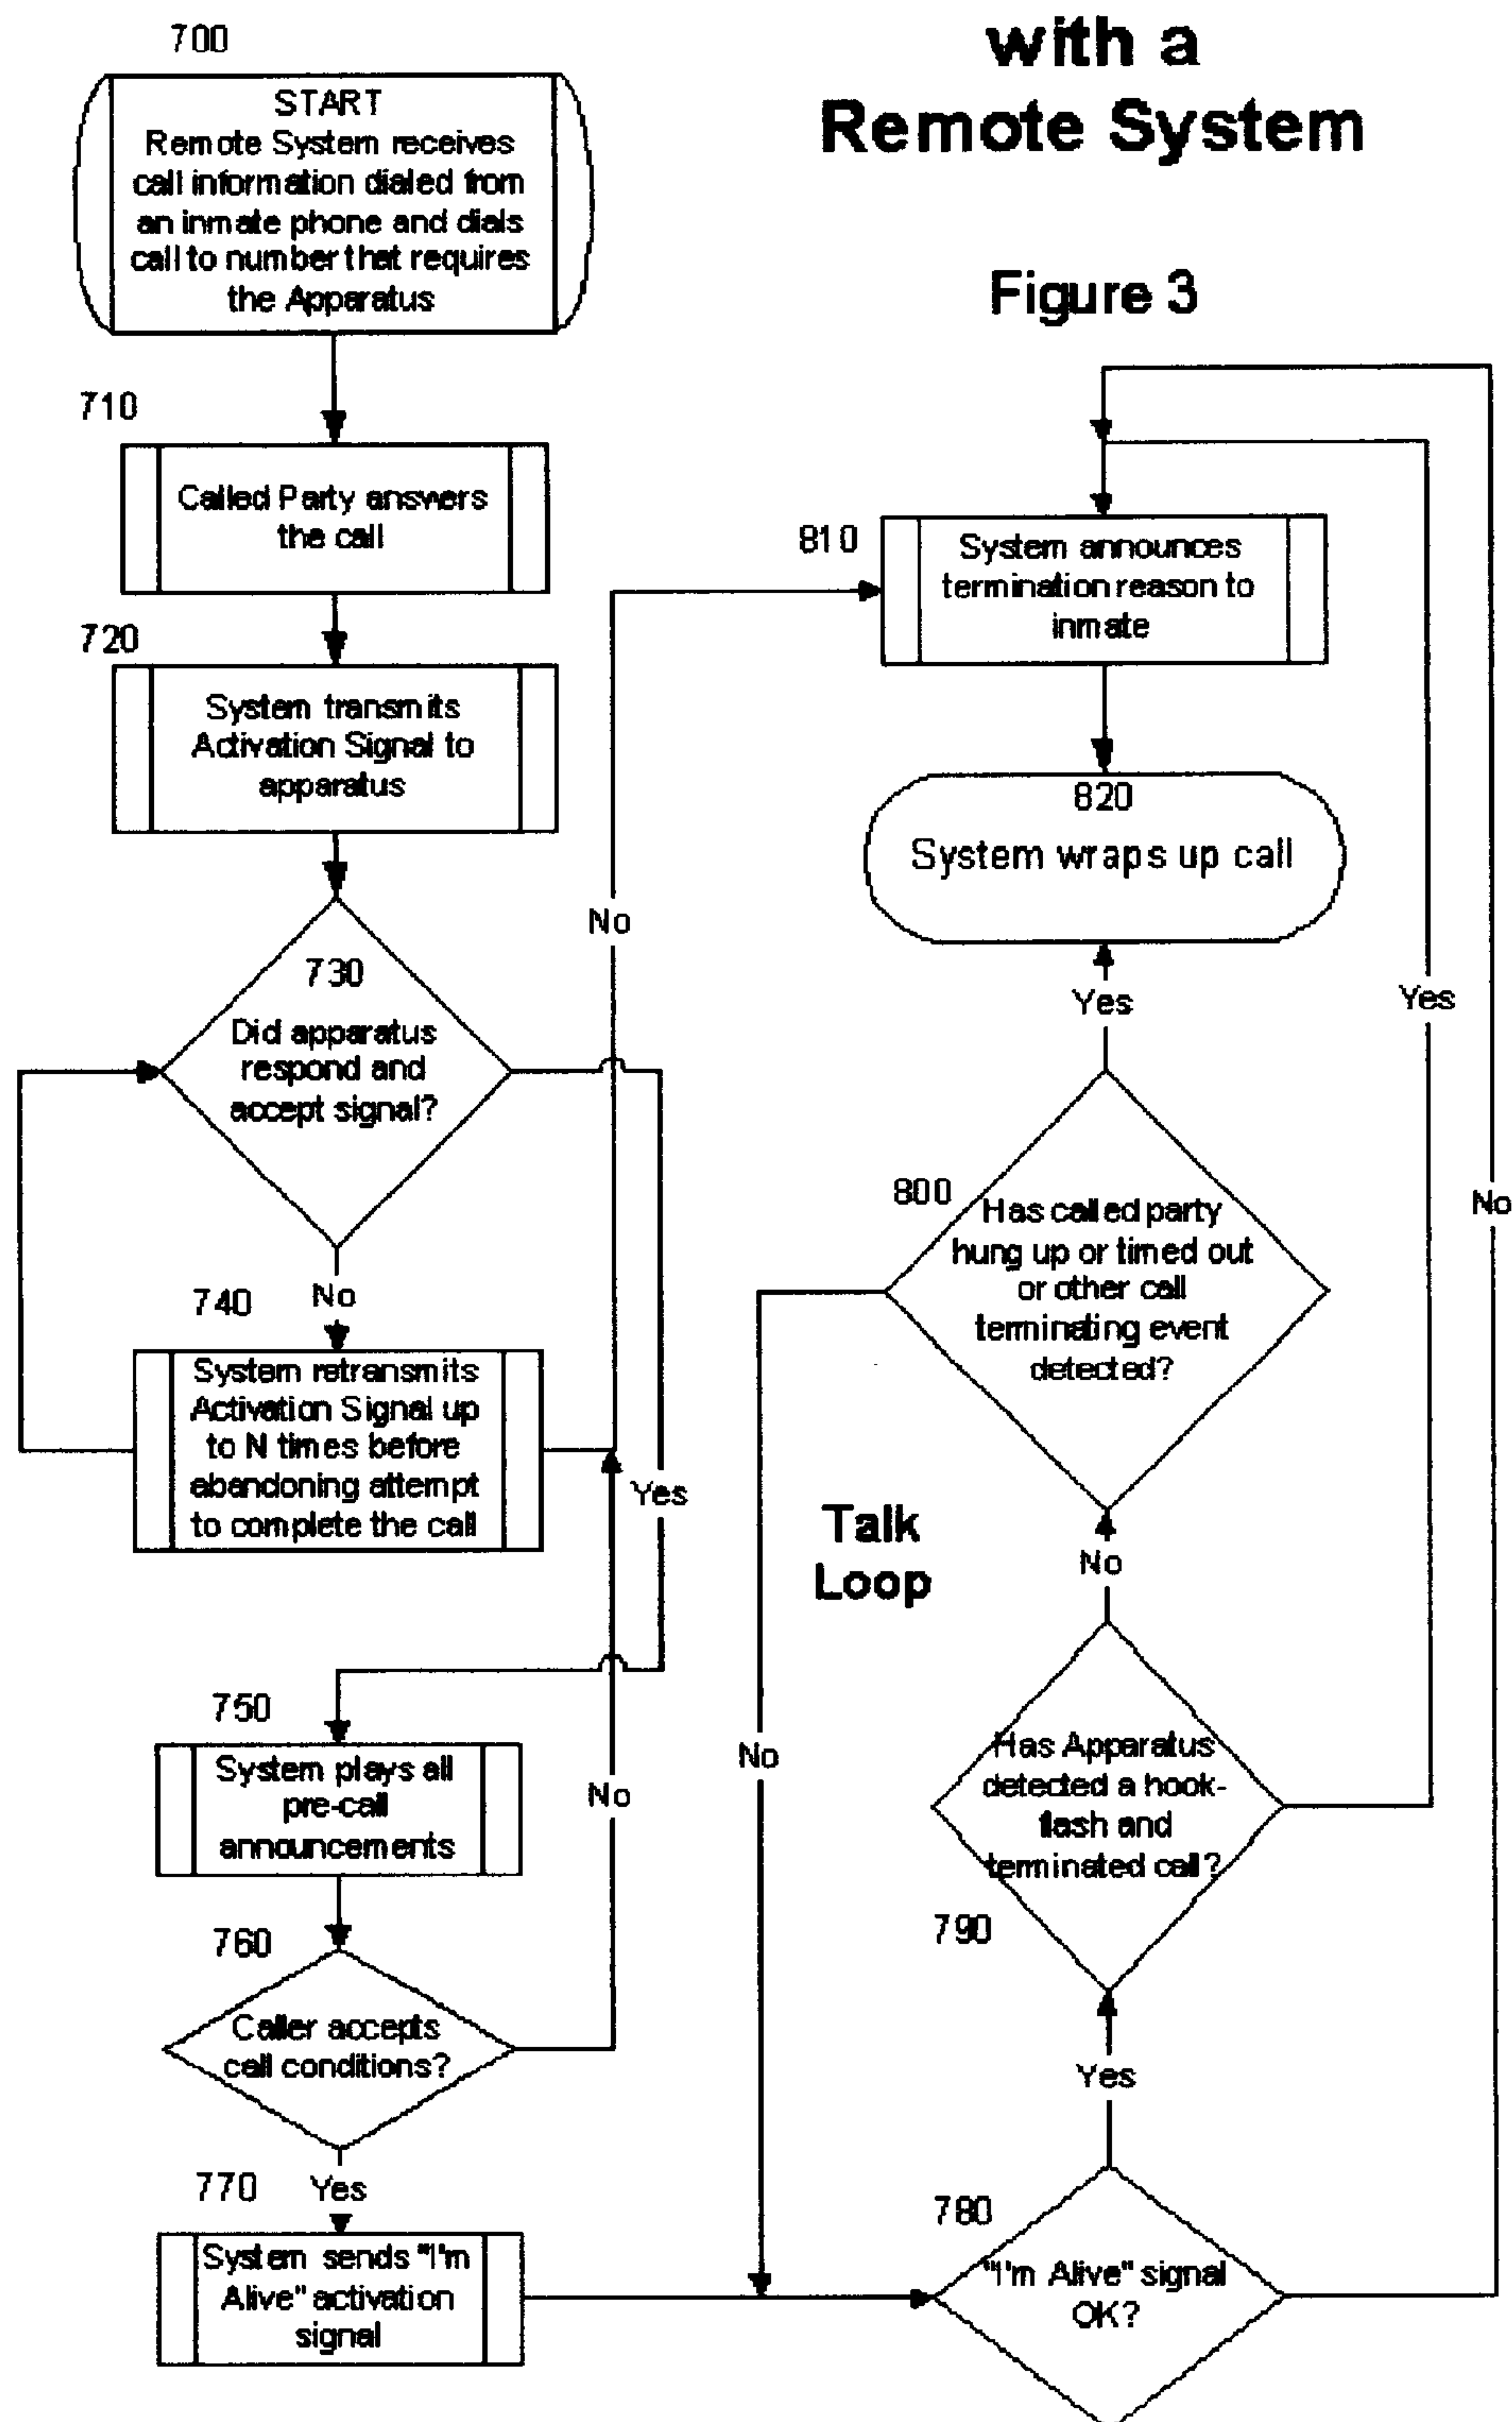 with a
Remote System
Figure 3
700
START
Remote System receives
call information dialed from
an inmate phone and dials
call to number that requires
the Apparatus
710
Called Party answers
the call
720
System transmits
Activation Signal to
apparatus
730
Did apparatus
respond and
accept signal?
No
740
System retransmits
Activation Signal up
to N times before
abandoning attempt
to complete the call
No
Yes
750
System plays all
pre-call
announcements
760
Caller accepts
call conditions?
No
Yes
770
System sends "I'm
Alive" activation
signal
810
System announces
termination reason to
inmate
820
System wraps up call
Yes
Yes
No
800
Has called party
hung up or timed out
or other call
terminating event
detected?
Talk
Loop
No
No
Has Apparatus
detected a hook-
flash and
terminated call?
790
Yes
780
"I'm Alive" signal
OK?